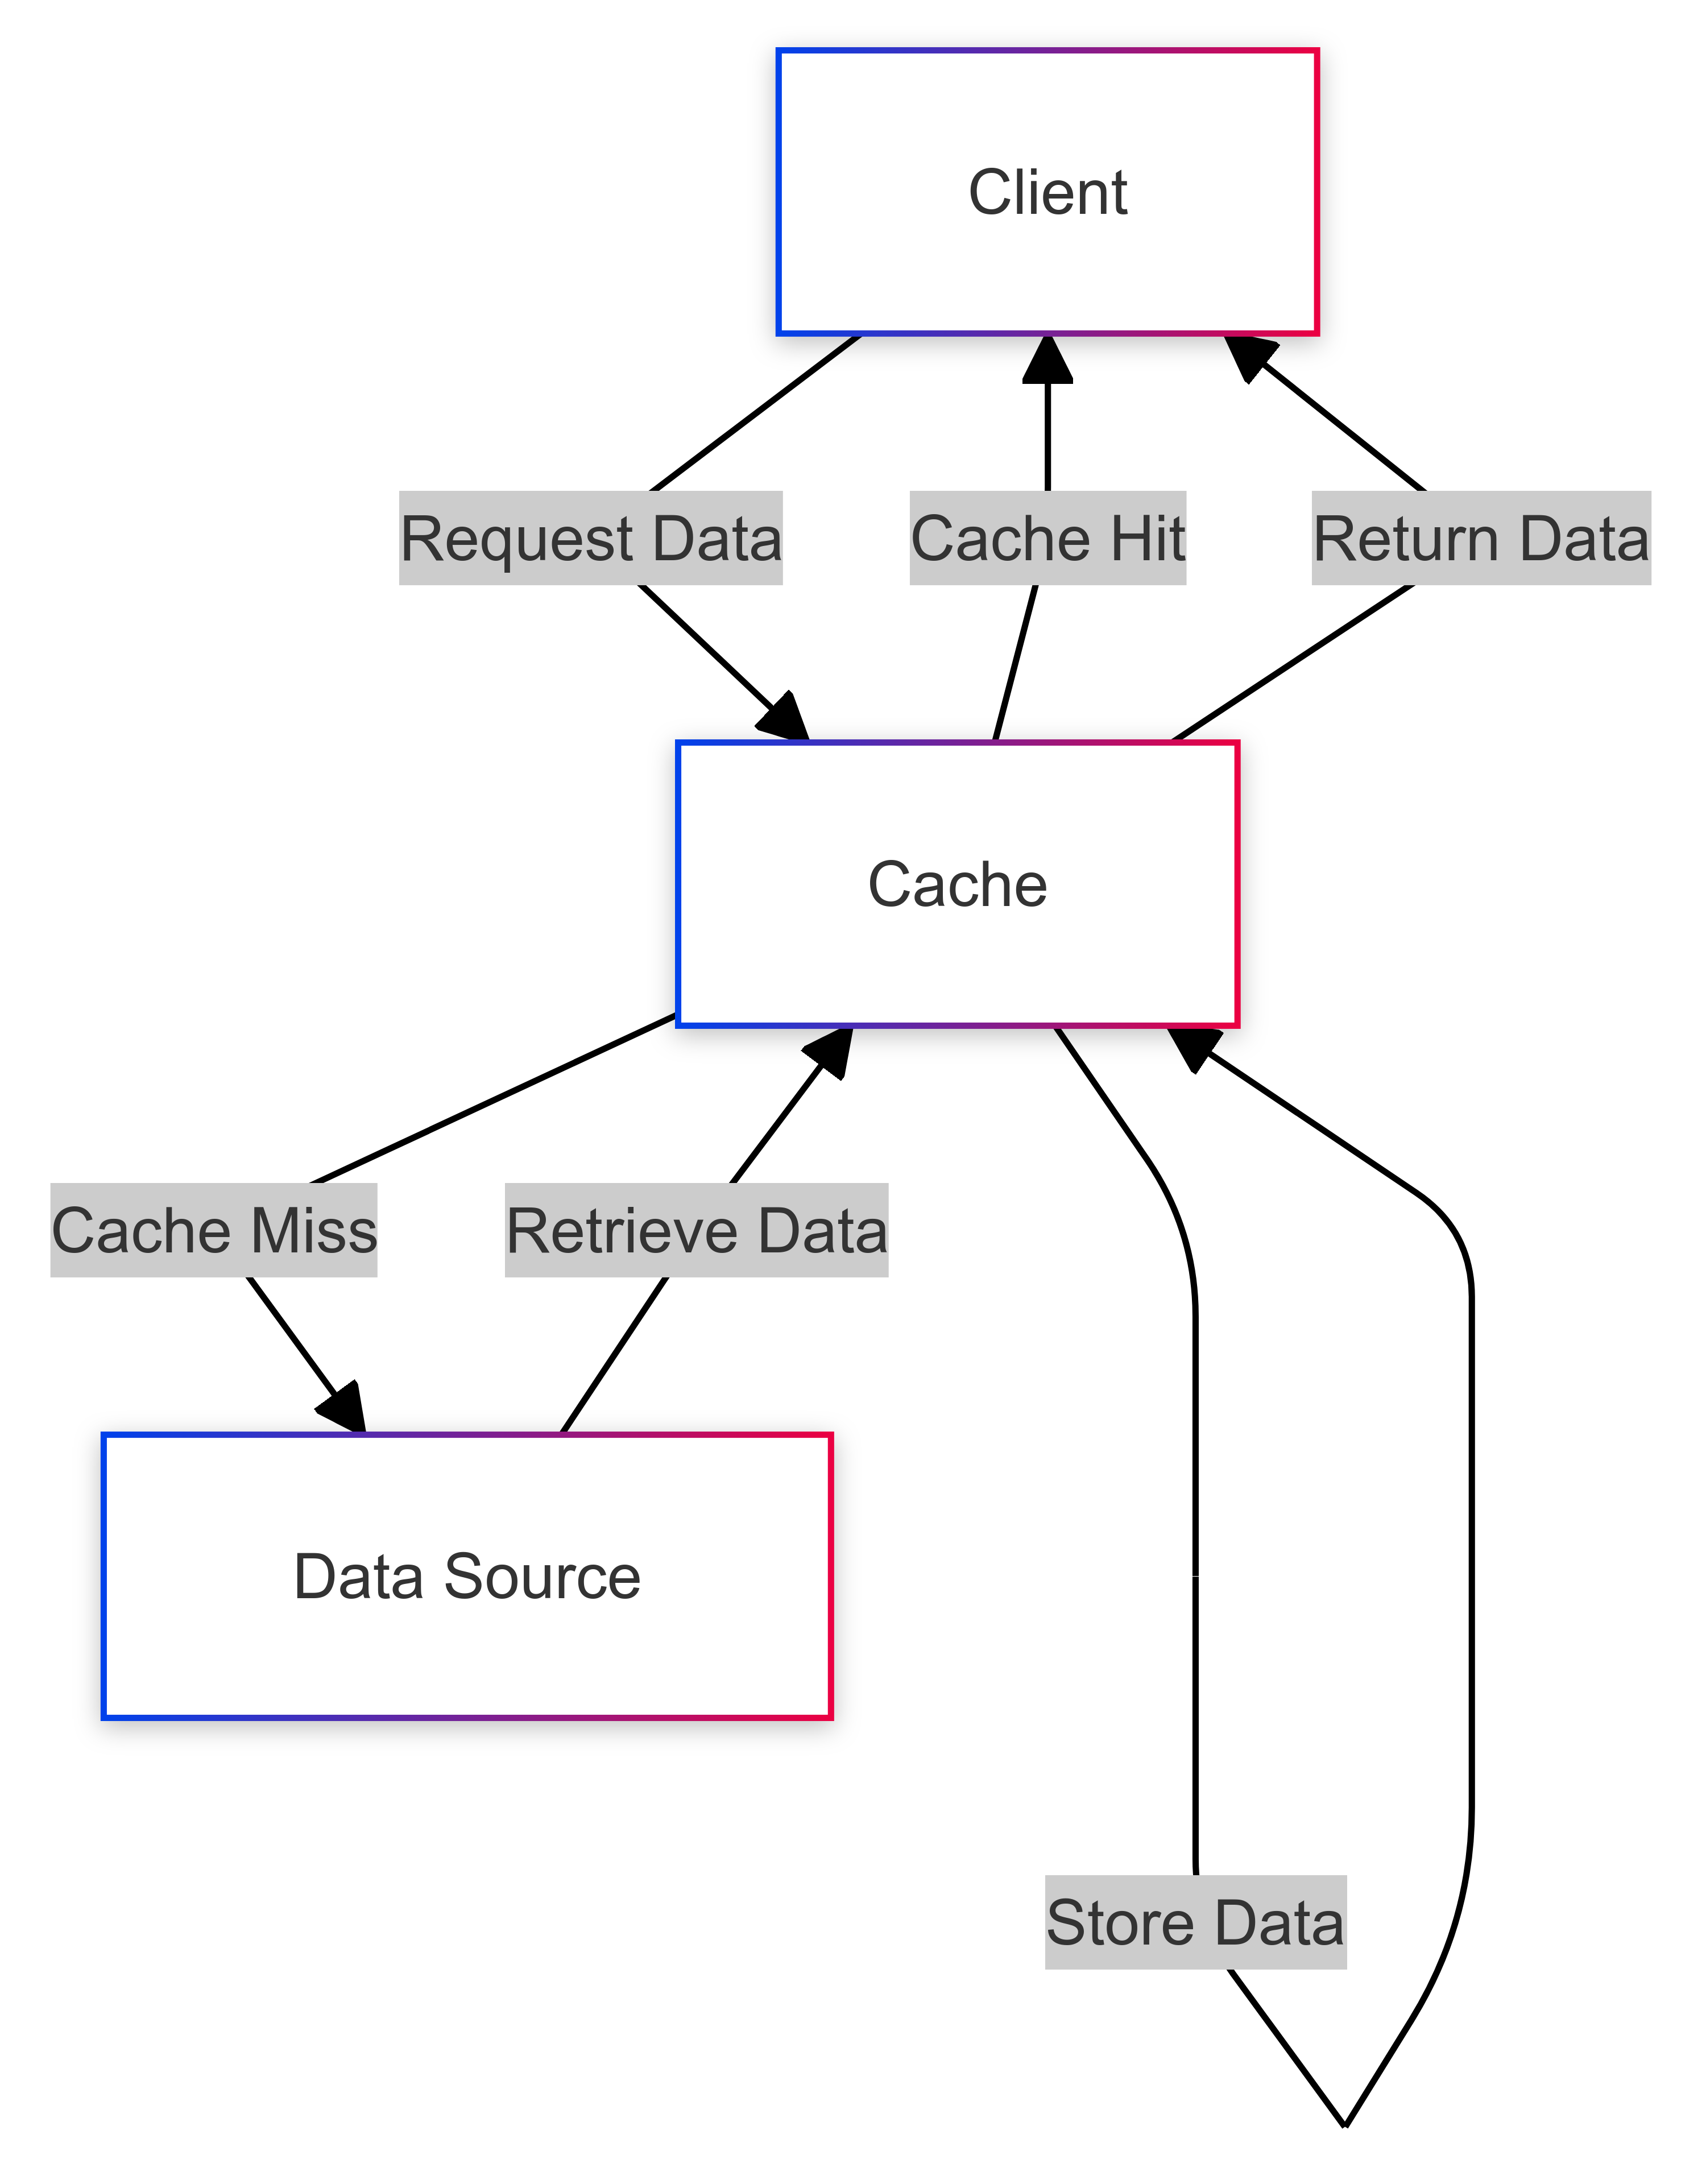 Client
Request Data
Cache Hit
Return Data
Cache
Cache Miss
Retrieve Data
Data Source
Store Data